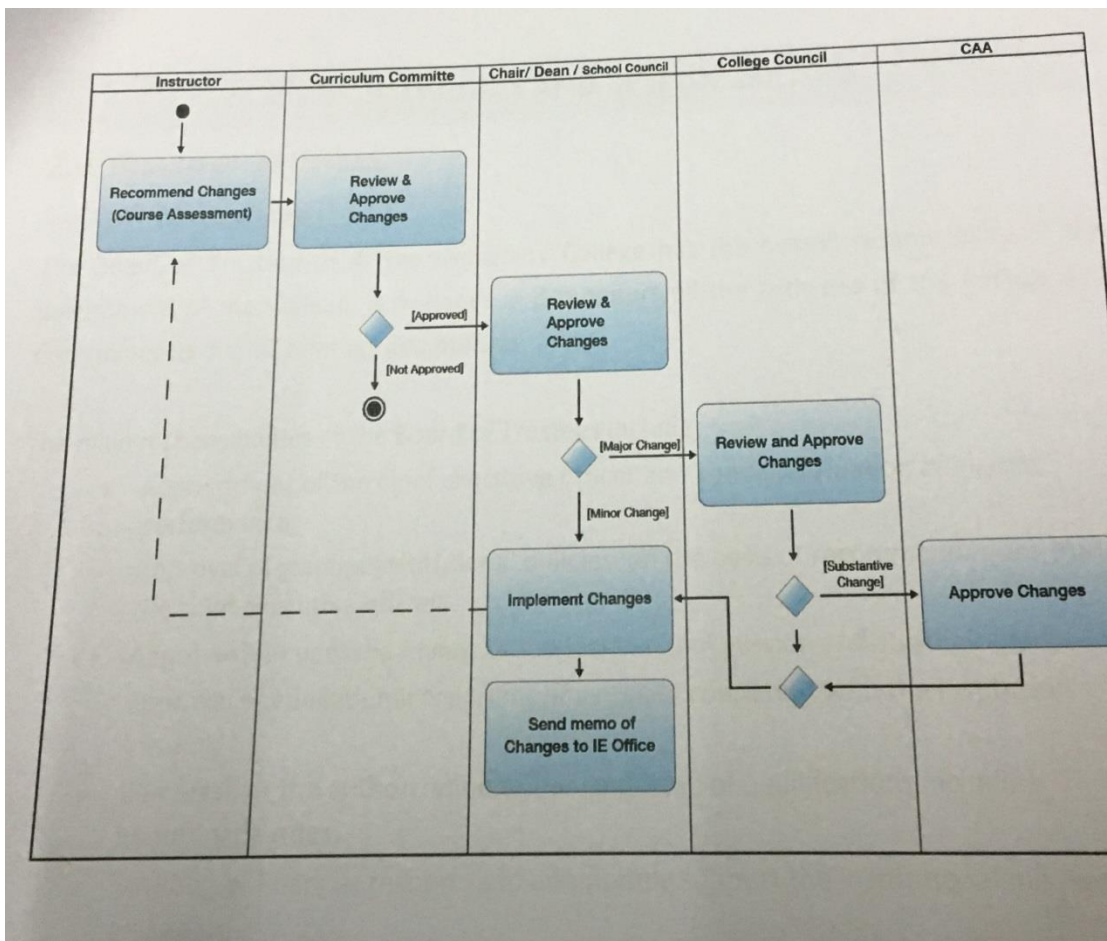 Instructor
Curriculum Committe
Chair/ Dean / School Council
College Council
CAA
Recommend Changes
(Course Assessment)
Review &
Approve
Changes
[Approved]
[Not Approved]
Review &
Approve
Changes
[Major Change]
[Minor Change]
Review and Approve
Changes
[Substantive
Change]
Approve Changes
Implement Changes
Send memo of
Changes to IE Office